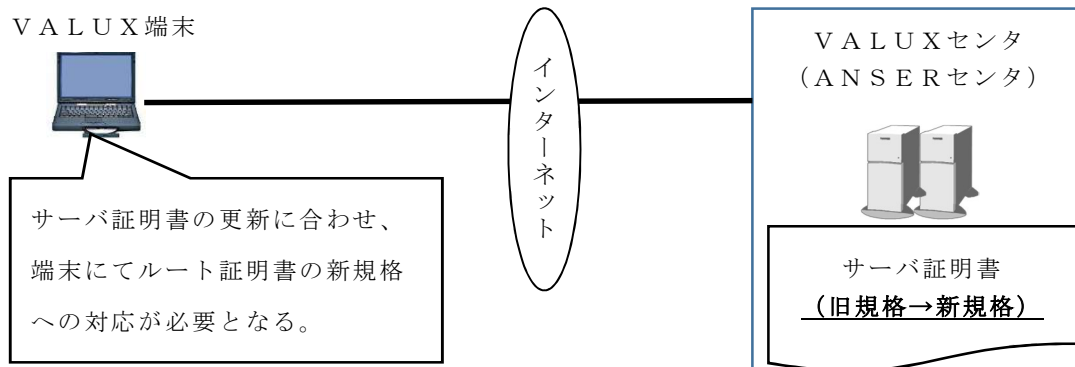 ＶＡＬＵＸ端末
インターネット
ＶＡＬＵＸセンタ
（ＡＮＳＥＲセンタ）
サーバ証明書の更新に合わせ、
端末にてルート証明書の新規格
への対応が必要となる。
サーバ証明書
（旧規格→新規格）